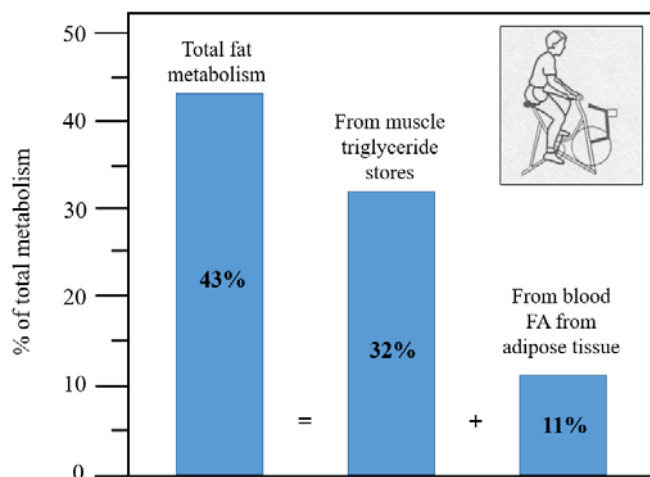 50
40
30
20
10
0
% of total metabolism
Total fat
metabolism
43%
=
From muscle
triglyceride
stores
32%
+
From blood
FA from
adipose tissue
11%